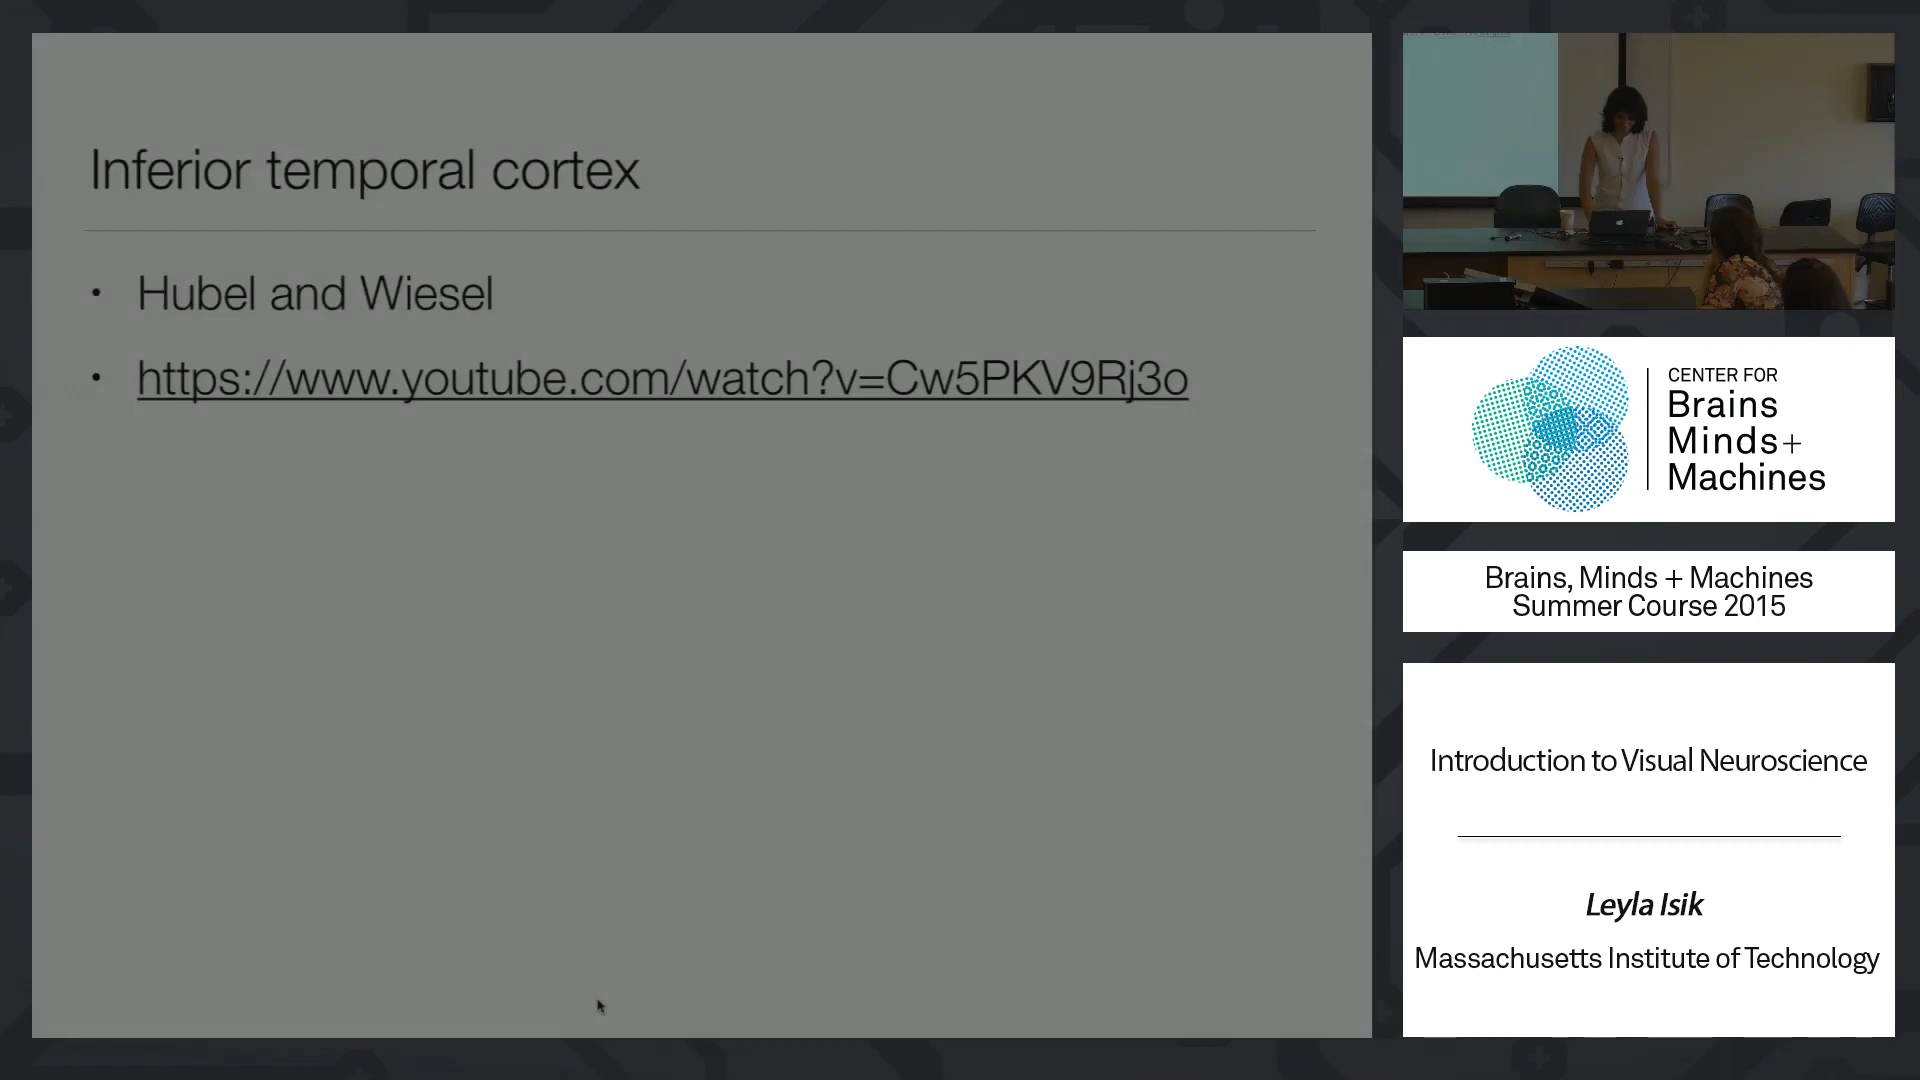 Inferior temporal cortex
• Hubel and Wiesel
• https://www.youtube.com/watch?v=Cw5PKV9Rj3o
CENTER FOR
Brains
Minds+
Machines
Brains, Minds + Machines
Summer Course 2015
Introduction to Visual Neuroscience
Leyla Isik
Massachusetts Institute of Technology